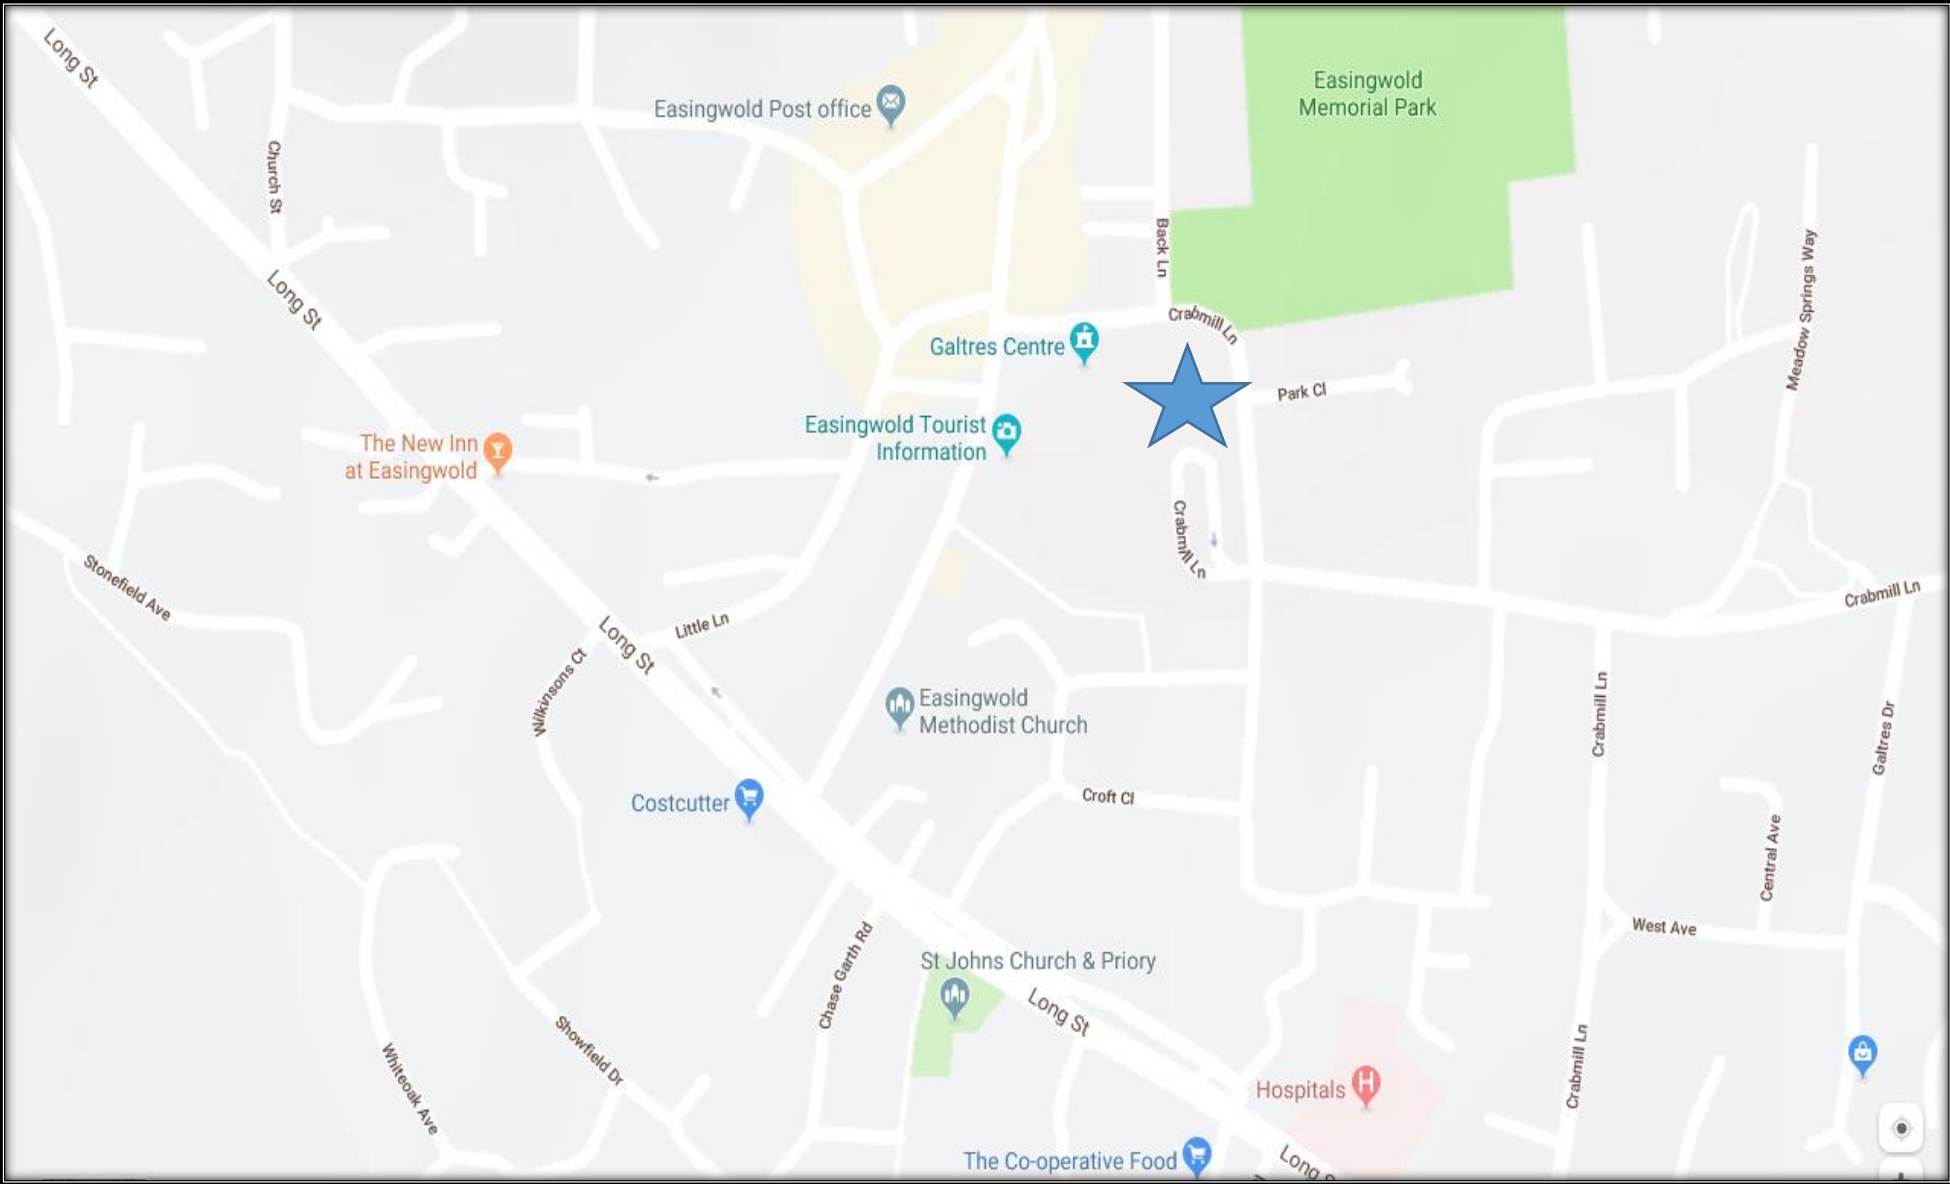 Long St
Easingwold
Memorial Park
Easingwold Post office
Church St
Back Ln
Meadow Springs Way
Long St
Crabmill Ln
Galtres Centre
Park Cl
Easingwold Tourist
Information
The New Inn
at Easingwold
Crabmill Ln
Stonefield Ave
Crabmill Ln
Little Ln
Long St
Wilkinsons Ct
Easingwold
Methodist Church
Crabmill Ln
Galtres Dr
Costcutter
Croft Cl
Central Ave
West Ave
Chase Garth Rd
St Johns Church & Priory
Long St
Showfield Dr
Whiteoak Ave
Crabmill Ln
Hospitals
H
The Co-operative Food
Long